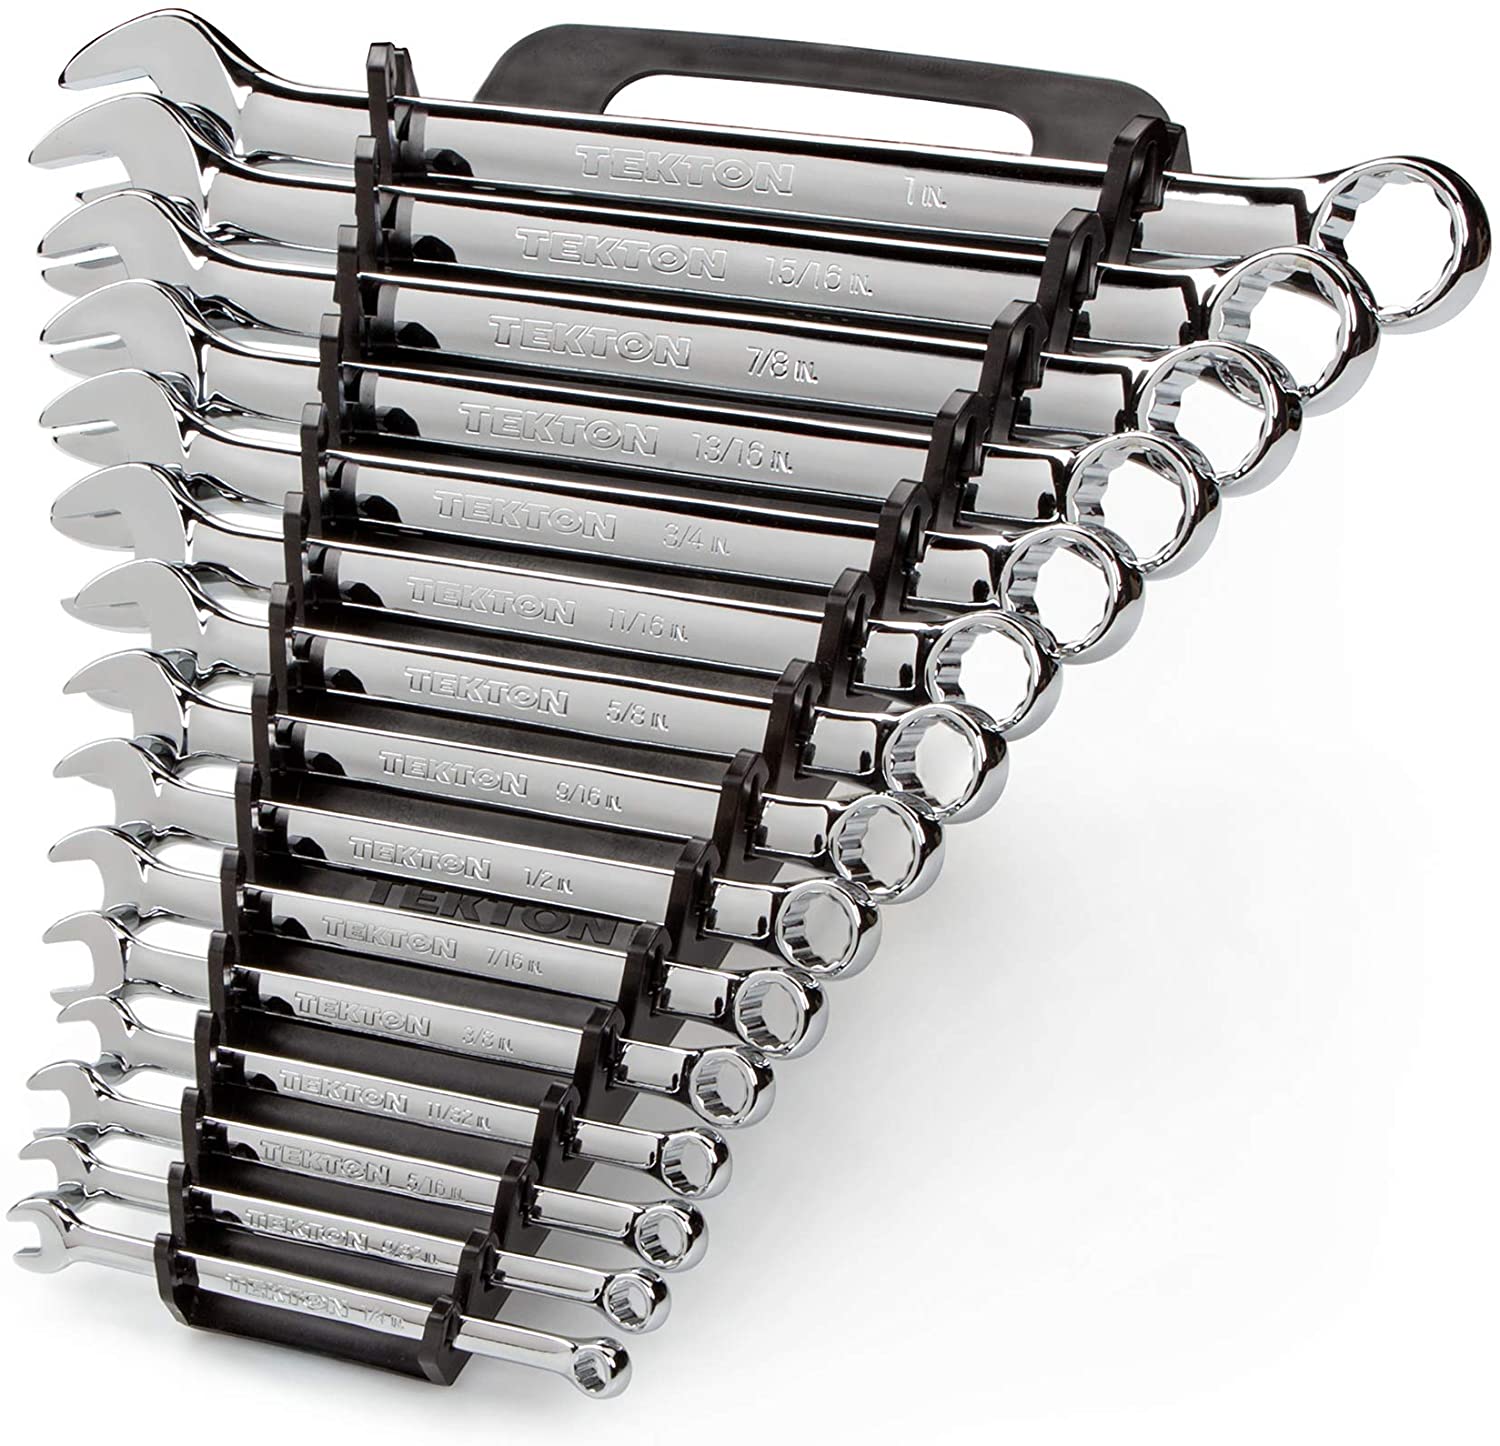 TEKTON 1 IN.
TEKTON 15/16 IN.
TEKTON 7/8 IN.
TEKTON 13/16 IN.
TEKTON 3/4 IN.
TEKTON 11/16 IN.
TEKTON 5/8 IN.
TEKTON 9/16 IN.
TEKTON 1/2 IN.
TEKTON
TEKTON 7/16 IN.
TEKTON 3/8 IN.
TEKTON 11/32 IN.
TEKTON 5/16 IN.
TEKTON 9/32 IN.
TEKTON 1/4 IN.